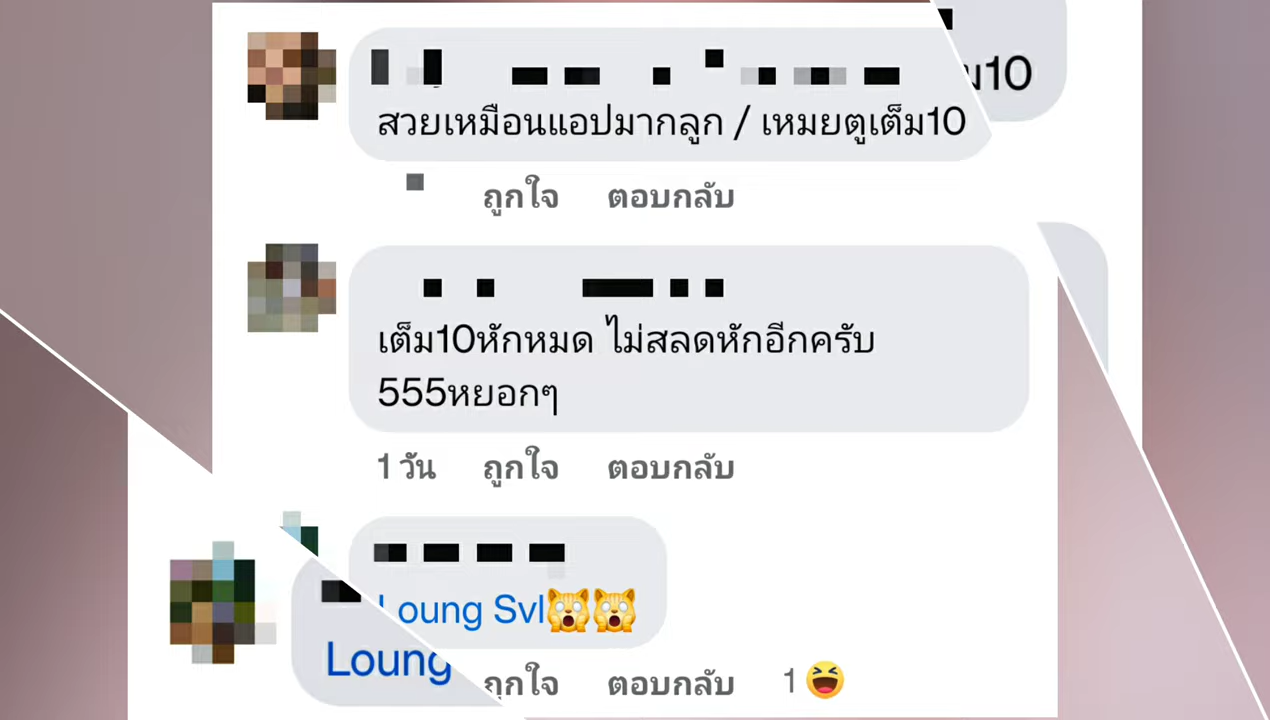 ม10
สวยเหมือนแอปมากลูก / เหมยตูเต็ม10
ถูกใจ ตอบกลับ
เต็ม10หักหมด ไม่สลดหักอีกครับ
555หยอกๆ
1 วัน ถูกใจ ตอบกลับ
Loung Svl🙀🙀
Loung
ถูกใจ ตอบกลับ 1 😆